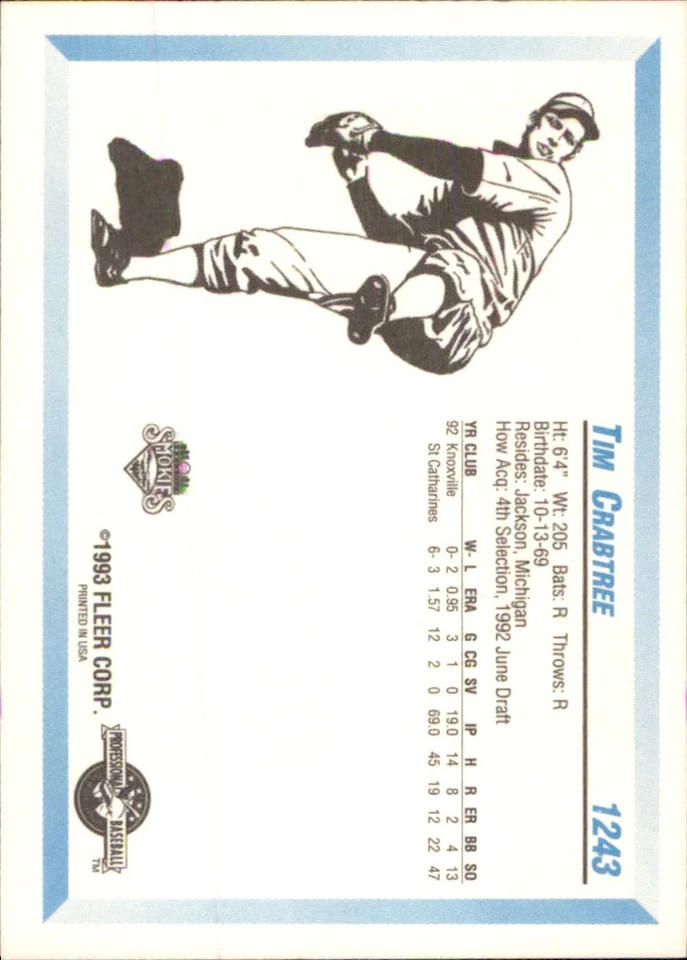 TIM CRABTREE 1243
Ht: 6'4" Wt: 205 Bats: R Throws: R
Birthdate: 10-13-69
Resides: Jackson, Michigan
How Acq: 4th Selection, 1992 June Draft
YR CLUB W- L ERA G CG SV IP H R ER BB SO
92 Knoxville 0- 2 0.95 3 1 0 19.0 14 8 2 4 13
St Catharines 6- 3 1.57 12 2 0 69.0 45 19 12 22 47
SMOKIES
©1993 FLEER CORP.
PRINTED IN USA
PROFESSIONAL BASEBALL TM